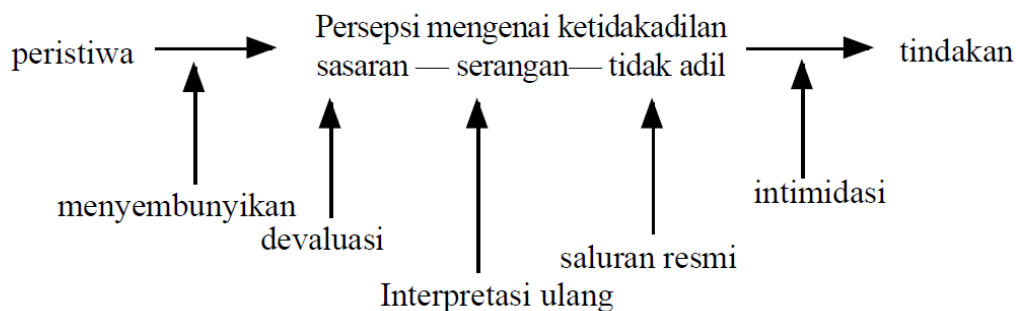 Persepsi mengenai ketidakadilan
peristiwa
sasaran — serangan— tidak adil
tindakan
menyembunyikan
devaluasi
Interpretasi ulang
saluran resmi
intimidasi